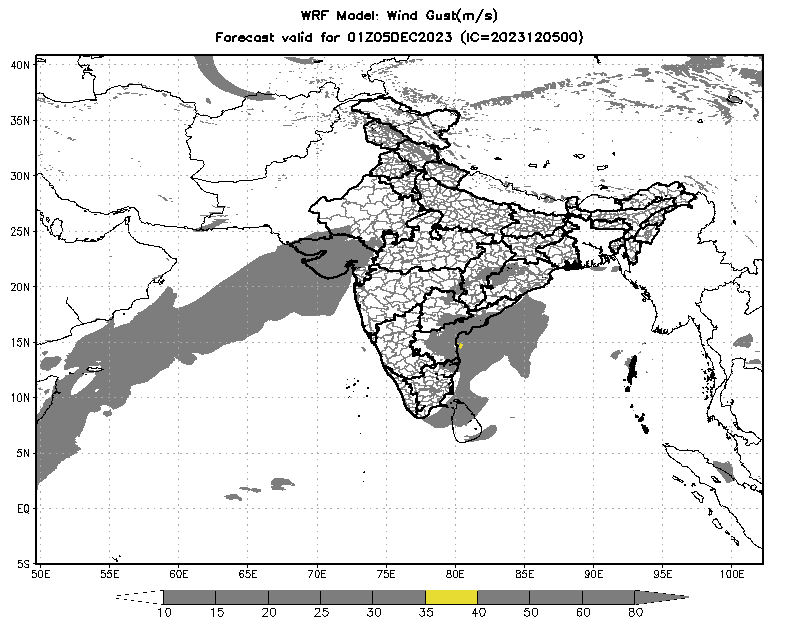 WRF Model: Wind Gust(m/s)
Forecast valid for 01Z05DEC2023 (IC=2023120500)
40N
35N
30N
25N
20N
15N
10N
5N
EQ
5S
50E 55E 60E 65E 70E 75E 80E 85E 90E 95E 100E
10 15 20 25 30 35 40 50 60 80